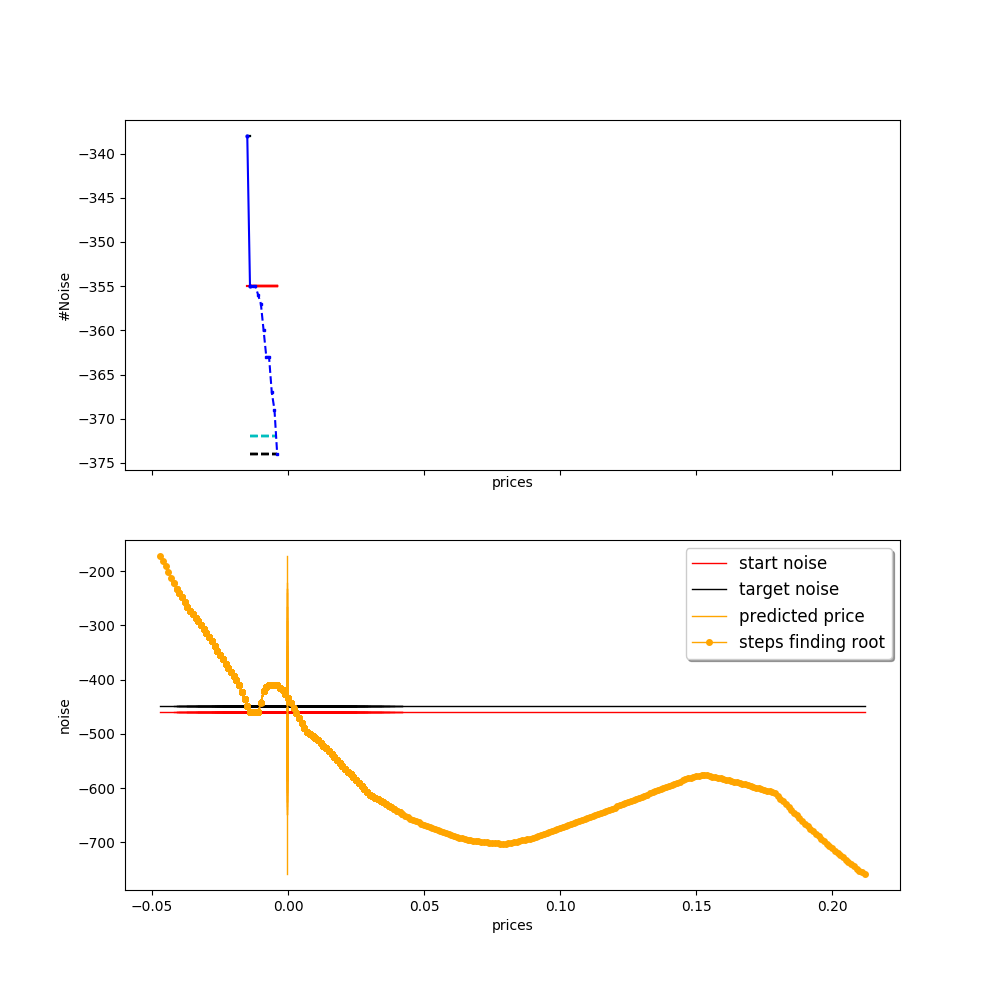 −340
−345
−350
−355
−360
−365
−370
−375
#Noise
prices
start noise
target noise
predicted price
steps finding root
−200
−300
−400
−500
−600
−700
noise
−0.05 0.00 0.05 0.10 0.15 0.20
prices